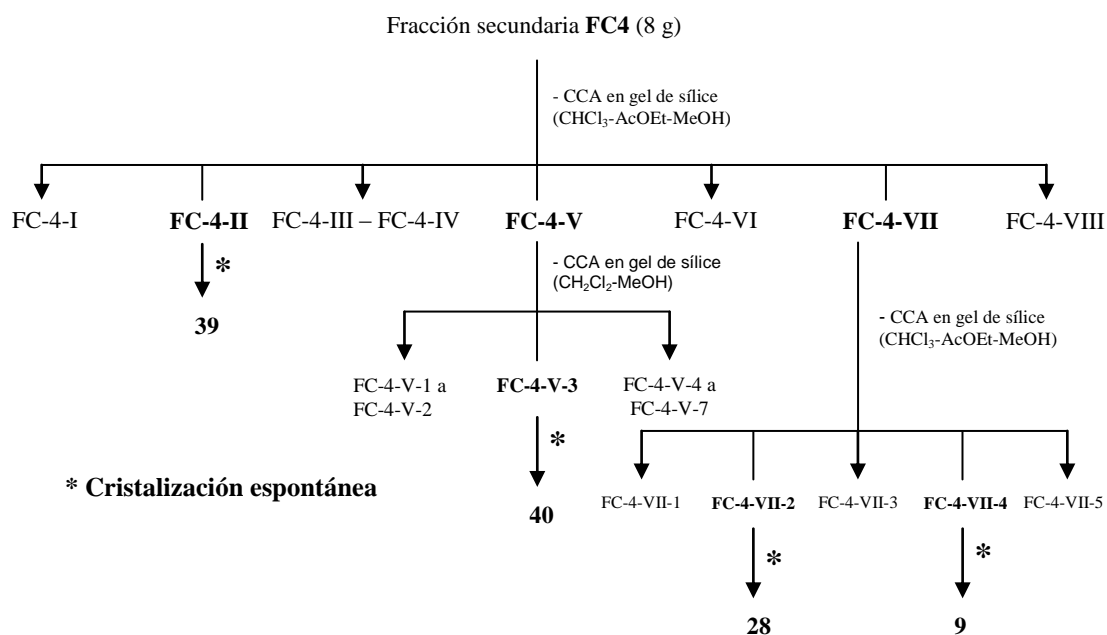 Fracción secundaria FC4 (8 g)
- CCA en gel de sílice
(CHCl₃-AcOEt-MeOH)
FC-4-I
FC-4-II
FC-4-III – FC-4-IV
FC-4-V
FC-4-VI
FC-4-VII
FC-4-VIII
*
39
- CCA en gel de sílice
(CH₂Cl₂-MeOH)
- CCA en gel de sílice
(CHCl₃-AcOEt-MeOH)
FC-4-V-1 a
FC-4-V-2
FC-4-V-3
FC-4-V-4 a
FC-4-V-7
*
40
* Cristalización espontánea
FC-4-VII-1
FC-4-VII-2
FC-4-VII-3
FC-4-VII-4
FC-4-VII-5
*
*
28
9